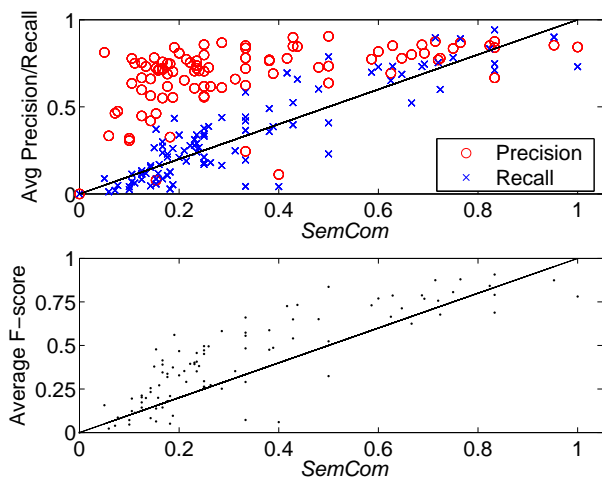 Avg Precision/Recall
1
0.5
0
0 0.2 0.4 0.6 0.8 1
SemCom
Precision
Recall
Average F−score
1
0.75
0.5
0.25
0
0 0.2 0.4 0.6 0.8 1
SemCom